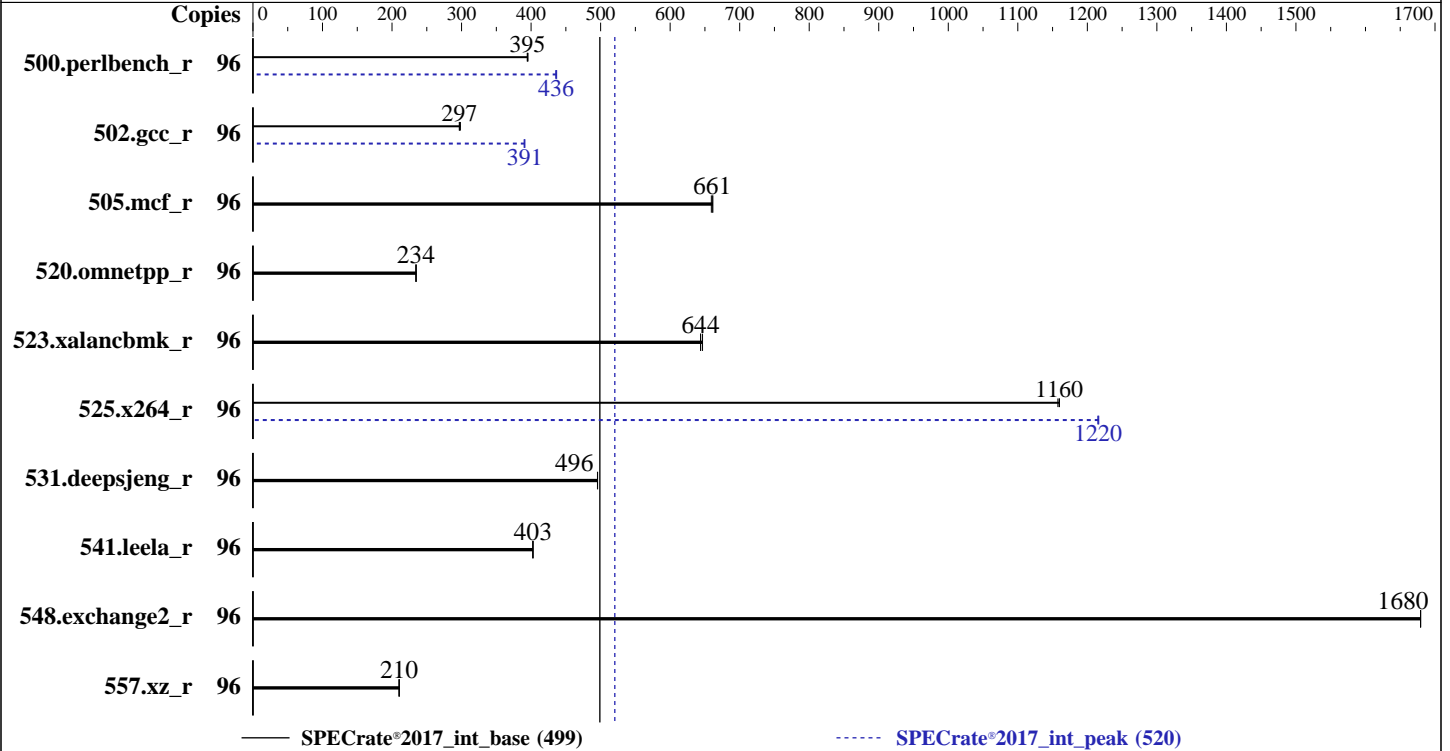 Copies 0 100 200 300 400 500 600 700 800 900 1000 1100 1200 1300 1400 1500 1700
500.perlbench_r 96 395
436
502.gcc_r 96 297
391
505.mcf_r 96 661
520.omnetpp_r 96 234
523.xalancbmk_r 96 644
525.x264_r 96 1160
1220
531.deepsjeng_r 96 496
541.leela_r 96 403
548.exchange2_r 96 1680
557.xz_r 96 210
SPECrate®2017_int_base (499) SPECrate®2017_int_peak (520)